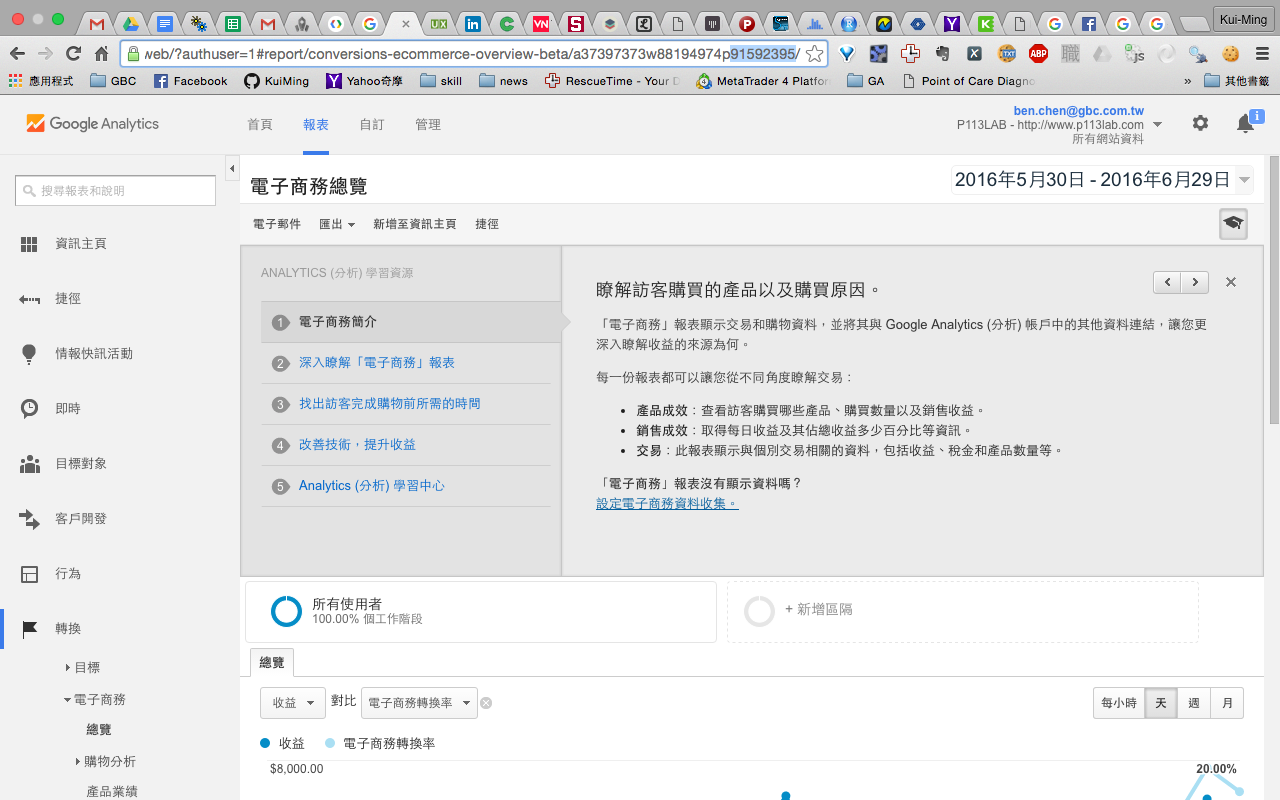 Kui-Ming
web/?authuser=1#report/conversions-ecommerce-overview-beta/a37397373w88194974p91592395/
應用程式 GBC Facebook KuiMing Yahoo奇摩 skill news RescueTime - Your D MetaTrader 4 Platfor GA Point of Care Diagno » 其他書籤
Google Analytics
首頁 報表 自訂 管理
ben.chen@gbc.com.tw
P113LAB - http://www.p113lab.com
所有網站資料
搜尋報表和說明
資訊主頁
捷徑
情報快訊活動
即時
目標對象
客戶開發
行為
轉換
目標
電子商務
總覽
購物分析
產品業績
電子商務總覽
2016年5月30日 - 2016年6月29日
電子郵件 匯出 新增至資訊主頁 捷徑
ANALYTICS (分析) 學習資源
1 電子商務簡介
2 深入瞭解「電子商務」報表
3 找出訪客完成購物前所需的時間
4 改善技術，提升收益
5 Analytics (分析) 學習中心
瞭解訪客購買的產品以及購買原因。
「電子商務」報表顯示交易和購物資料，並將其與 Google Analytics (分析) 帳戶中的其他資料連結，讓您更
深入瞭解收益的來源為何。
每一份報表都可以讓您從不同角度瞭解交易：
• 產品成效：查看訪客購買哪些產品、購買數量以及銷售收益。
• 銷售成效：取得每日收益及其佔總收益多少百分比等資訊。
• 交易：此報表顯示與個別交易相關的資料，包括收益、稅金和產品數量等。
「電子商務」報表沒有顯示資料嗎？
設定電子商務資料收集。
所有使用者
100.00% 個工作階段
+ 新增區隔
總覽
收益 對比 電子商務轉換率
每小時 天 週 月
收益 電子商務轉換率
$8,000.00
20.00%